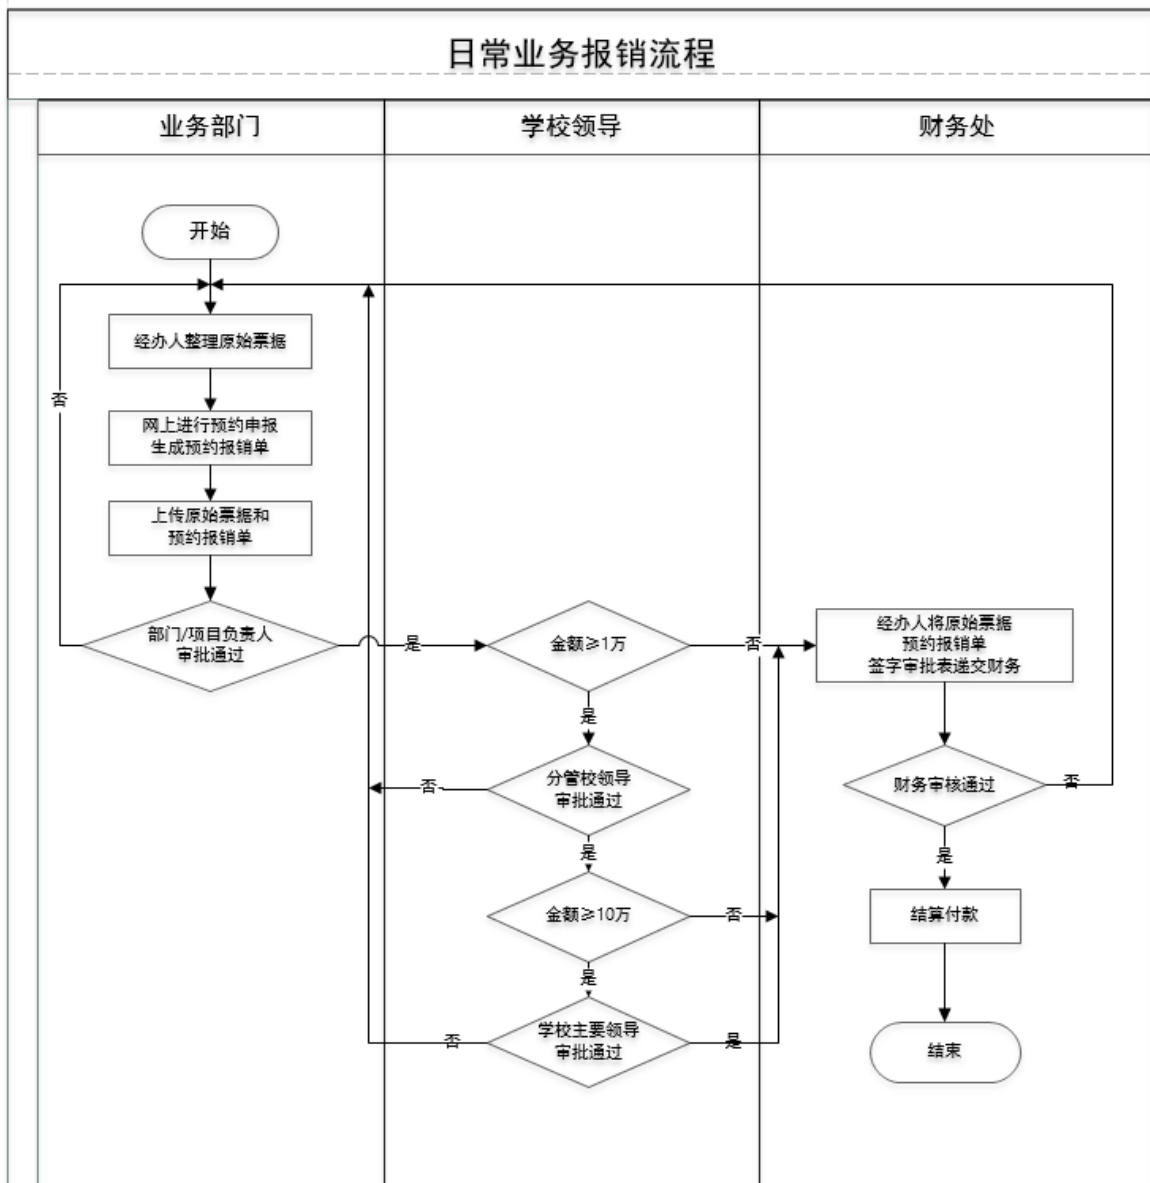 日常业务报销流程
业务部门
学校领导
财务处
开始
经办人整理原始票据
否
网上进行预约申报
生成预约报销单
上传原始票据和
预约报销单
部门/项目负责人
审批通过
是
金额≥1万
否
经办人将原始票据
预约报销单
签字审批表递交财务
是
分管校领导
审批通过
否
财务审核通过
否
是
是
金额≥10万
否
结算付款
是
学校主要领导
审批通过
否
是
结束